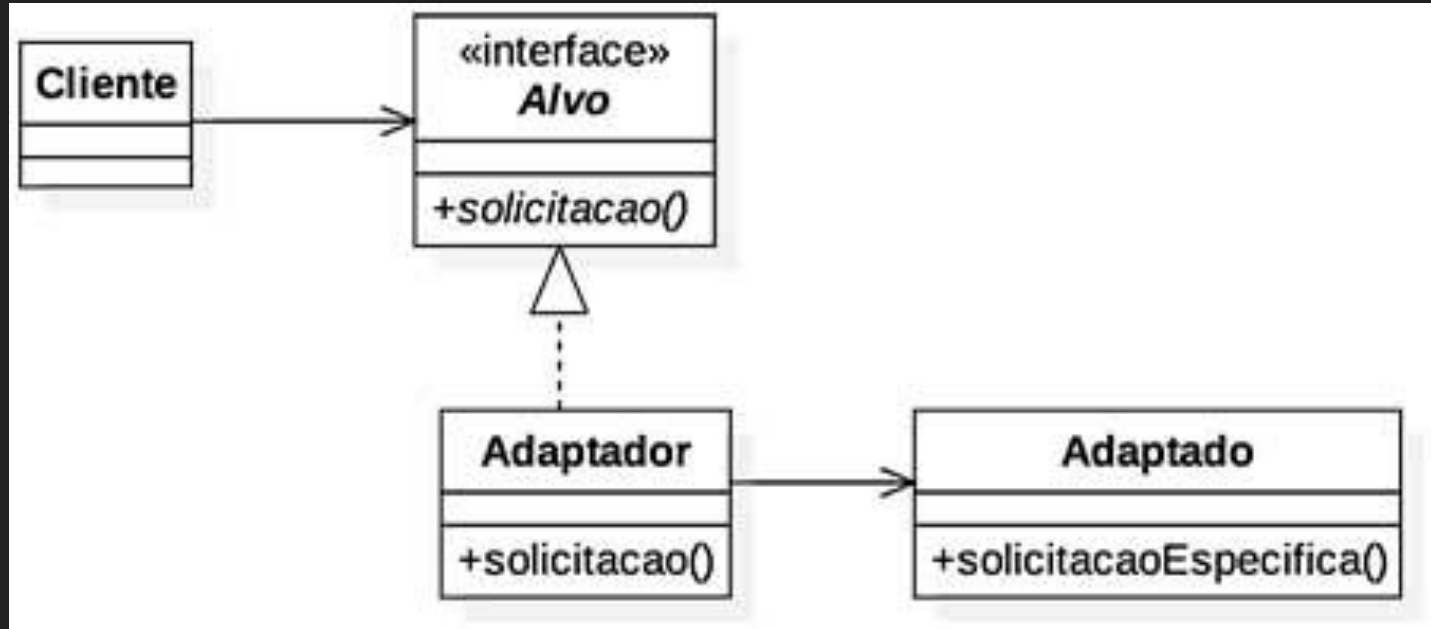 Cliente
«interface»
Alvo
+solicitacao()
Adaptador
+solicitacao()
Adaptado
+solicitacaoEspecifica()